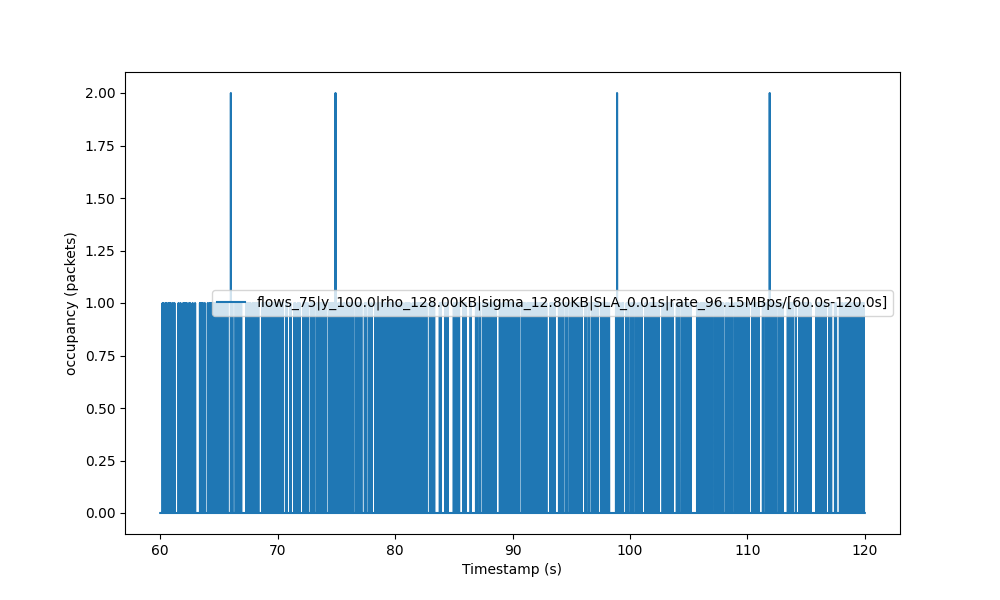 occupancy (packets)
2.00
1.75
1.50
1.25
1.00
0.75
0.50
0.25
0.00
flows_75|y_100.0|rho_128.00KB|sigma_12.80KB|SLA_0.01s|rate_96.15MBps/[60.0s-120.0s]
60 70 80 90 100 110 120
Timestamp (s)